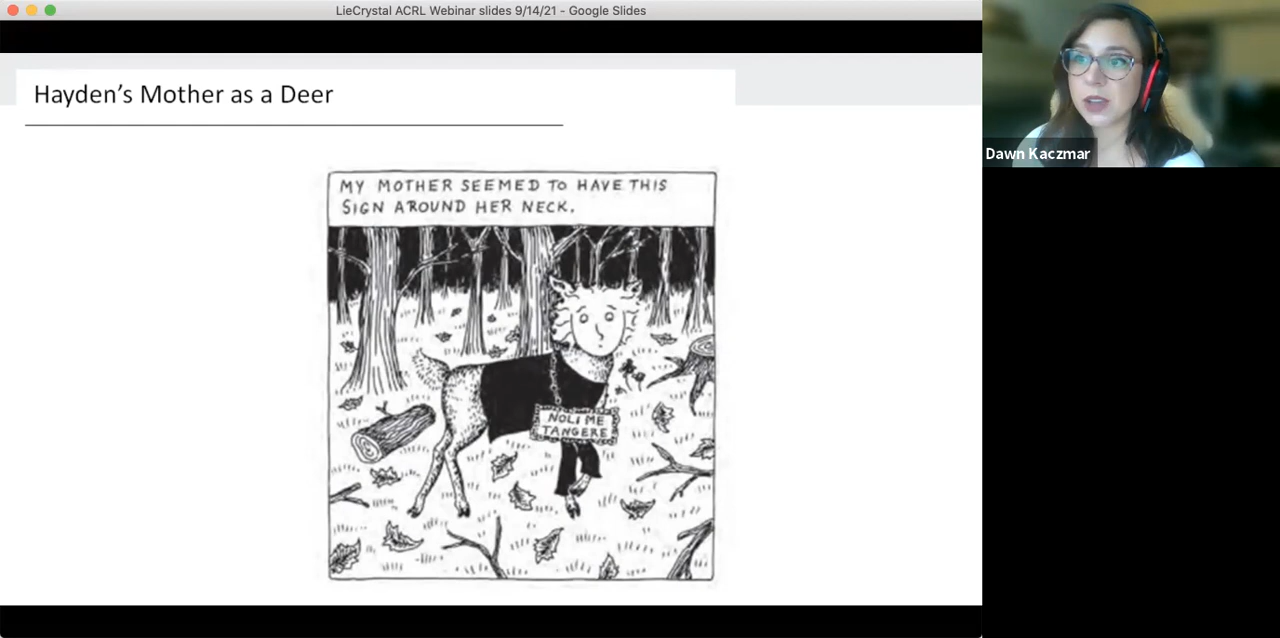 LieCrystal ACRL Webinar slides 9/14/21 - Google Slides
Hayden’s Mother as a Deer
MY MOTHER SEEMED TO HAVE THIS
SIGN AROUND HER NECK.
NOLI ME
TANGERE
Dawn Kaczmar